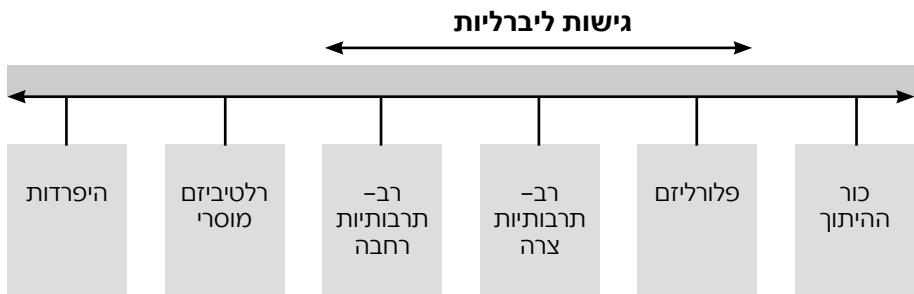 גישות ליברליות
כור
ההיתוך
פלורליזם
רב–
תרבותיות
צרה
רב–
תרבותיות
רחבה
רלטיביזם
מוסרי
היפרדות